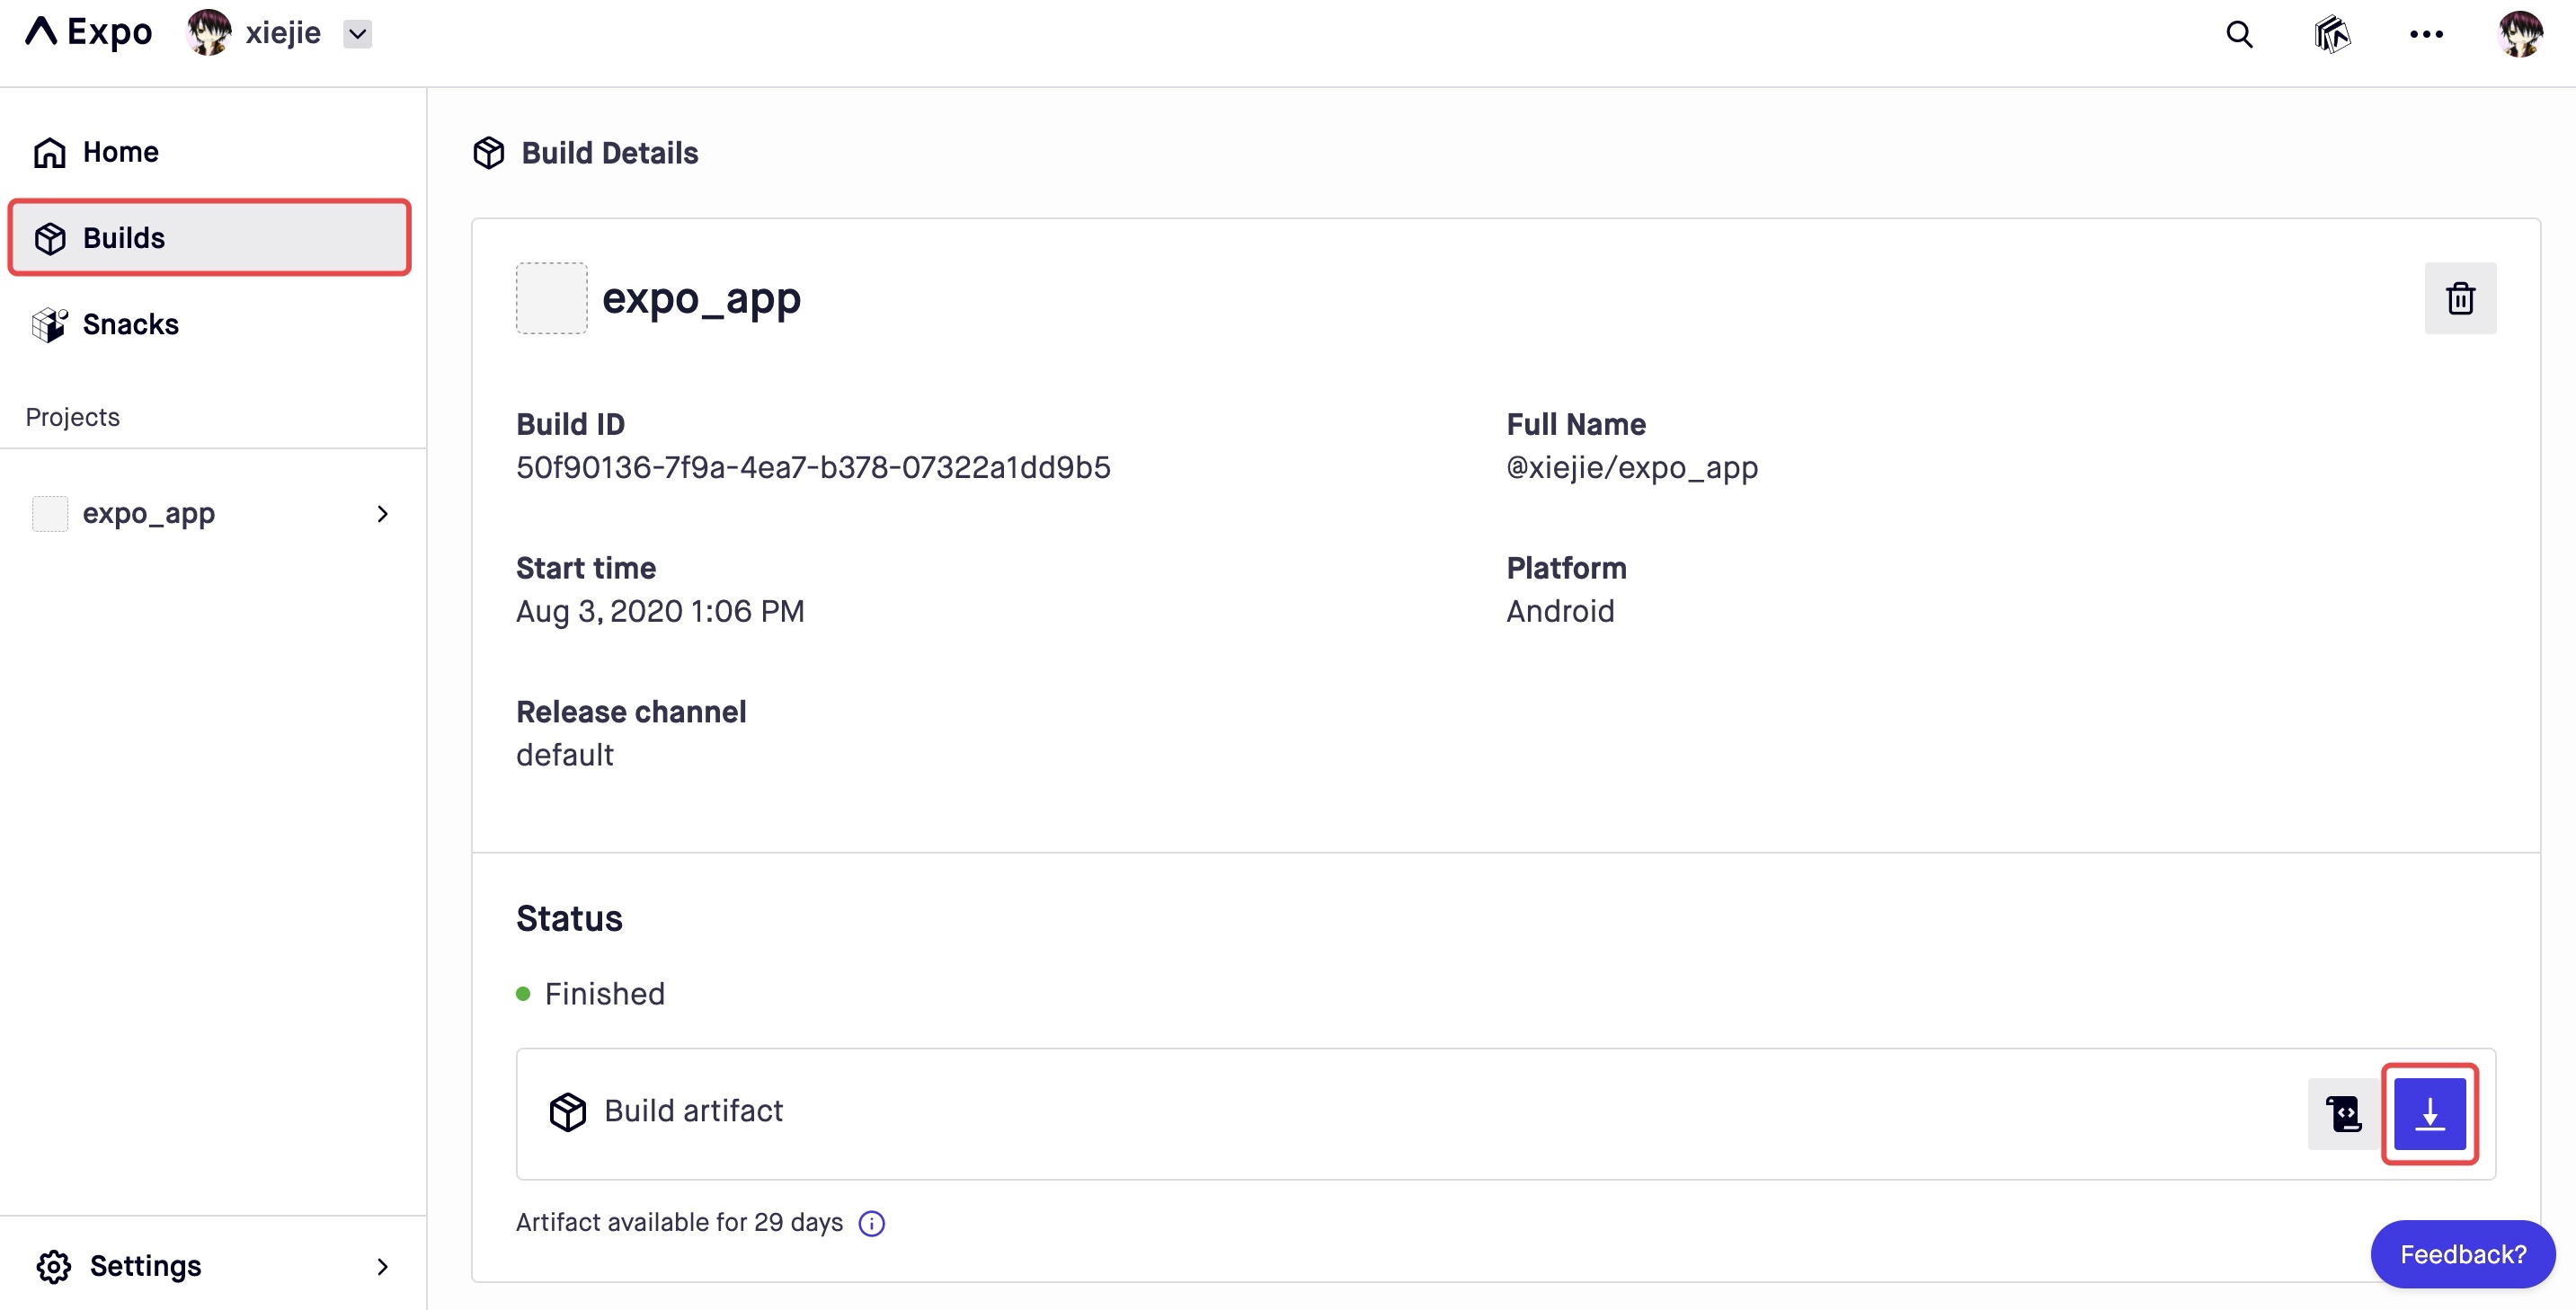 Expo
xiejie
Home
Builds
Snacks
Projects
expo_app
Settings
Build Details
expo_app
Build ID
50f90136-7f9a-4ea7-b378-07322a1dd9b5
Full Name
@xiejie/expo_app
Start time
Aug 3, 2020 1:06 PM
Platform
Android
Release channel
default
Status
Finished
Build artifact
Artifact available for 29 days
Feedback?